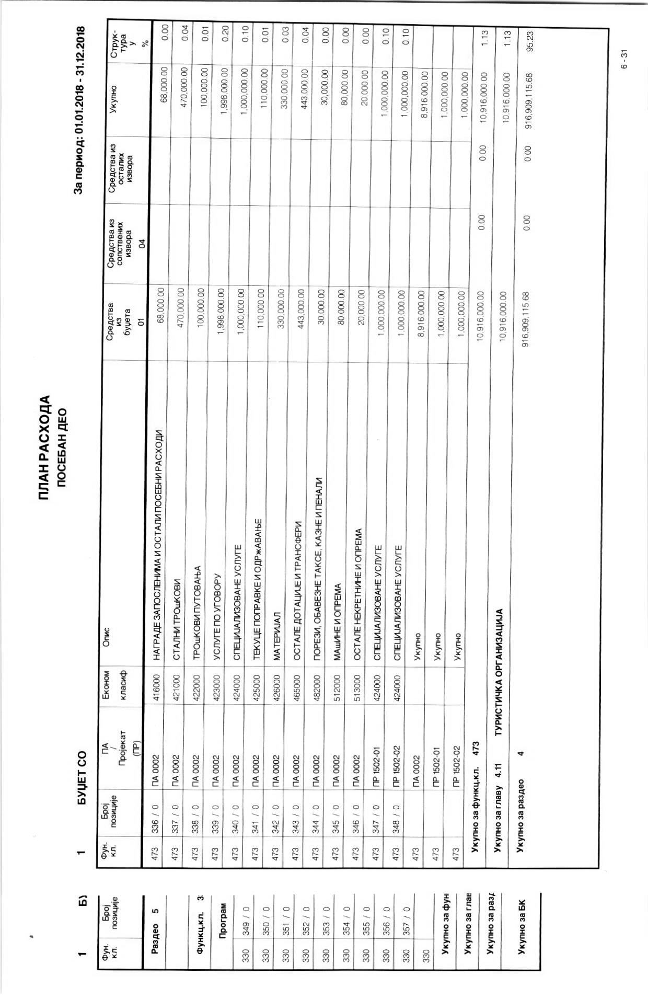 ПЛАН РАСХОДА
ПОСЕБАН ДЕО
1 БУЏЕТ СО За период: 01.01.2018 - 31.12.2018
Фун. кл. Број позиције ПА / Пројекат (ПР) Економ класиф Опис Средства из буџета 01 Средства из сопствених извора 04 Средства из осталих извора Укупно Струк- тура у %
473 336 / 0 ПА 0002 416000 НАГРАДЕ ЗАПОСЛЕНИМА И ОСТАЛИ ПОСЕБНИ РАСХОДИ 68,000.00 68,000.00 0.00
473 337 / 0 ПА 0002 421000 СТАЛНИ ТРОшКОВИ 470,000.00 470,000.00 0.04
473 338 / 0 ПА 0002 422000 ТРОшКОВИ ПУТОВАЊА 100,000.00 100,000.00 0.01
473 339 / 0 ПА 0002 423000 УСЛУГЕ ПО УГОВОРУ 1,998,000.00 1,998,000.00 0.20
473 340 / 0 ПА 0002 424000 СПЕЦИЈАЛИЗОВАНЕ УСЛУГЕ 1,000,000.00 1,000,000.00 0.10
473 341 / 0 ПА 0002 425000 ТЕКУЦЕ ПОПРАВКЕ И ОДРжАВАЊЕ 110,000.00 110,000.00 0.01
473 342 / 0 ПА 0002 426000 МАТЕРИЈАЛ 330,000.00 330,000.00 0.03
473 343 / 0 ПА 0002 465000 ОСТАЛЕ ДОТАЦИЈЕ И ТРАНСФЕРИ 443,000.00 443,000.00 0.04
473 344 / 0 ПА 0002 482000 ПОРЕЗИ, ОБАВЕЗНЕ ТАКСЕ, КАЗНЕ И ПЕНАЛИ 30,000.00 30,000.00 0.00
473 345 / 0 ПА 0002 512000 МАшИНЕ И ОПРЕМА 80,000.00 80,000.00 0.00
473 346 / 0 ПА 0002 513000 ОСТАЛЕ НЕКРЕТНИНЕ И ОПРЕМА 20,000.00 20,000.00 0.00
473 347 / 0 ПР 1502-01 424000 СПЕЦИЈАЛИЗОВАНЕ УСЛУГЕ 1,000,000.00 1,000,000.00 0.10
473 348 / 0 ПР 1502-02 424000 СПЕЦИЈАЛИЗОВАНЕ УСЛУГЕ 1,000,000.00 1,000,000.00 0.10
473 ПА 0002 Укупно 8,916,000.00 8,916,000.00
473 ПР 1502-01 Укупно 1,000,000.00 1,000,000.00
473 ПР 1502-02 Укупно 1,000,000.00 1,000,000.00
Укупно за функц.кл. 473 10,916,000.00 0.00 0.00 10,916,000.00 1.13
Укупно за главу 4.11 ТУРИСТИЧКА ОРГАНИЗАЦИЈА 10,916,000.00 10,916,000.00 1.13
Укупно за раздео 4 916,909,115.68 0.00 0.00 916,909,115.68 95.23
6 - 31
1
Фун. кл. Број позиције
Раздео 5
Функц.кл. 3
Програм
330 349 / 0
330 350 / 0
330 351 / 0
330 352 / 0
330 353 / 0
330 354 / 0
330 355 / 0
330 356 / 0
330 357 / 0
330
Укупно за фун
Укупно за глав
Укупно за разд
Укупно за БК